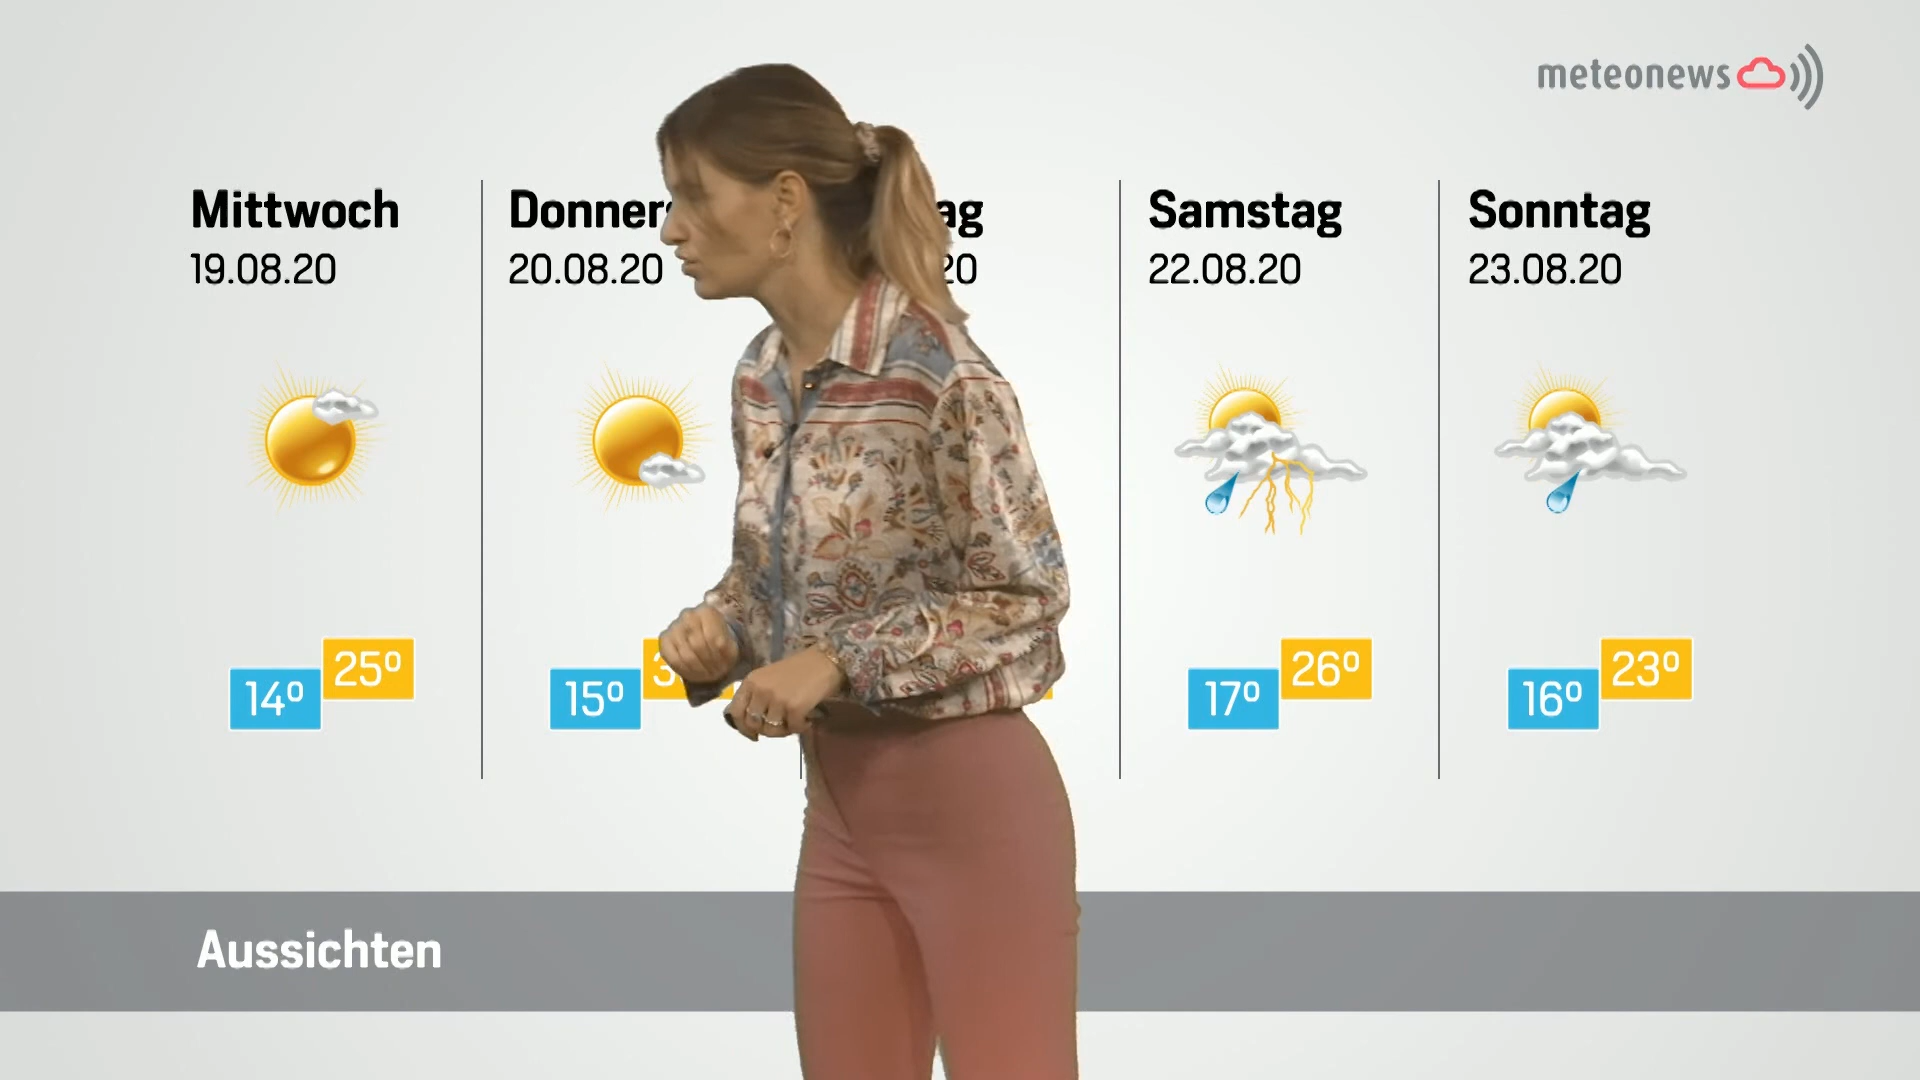 meteonews
Mittwoch
19.08.20
14°
25°
20.08.20
15°
Samstag
22.08.20
17°
26°
Sonntag
23.08.20
16°
23°
Aussichten